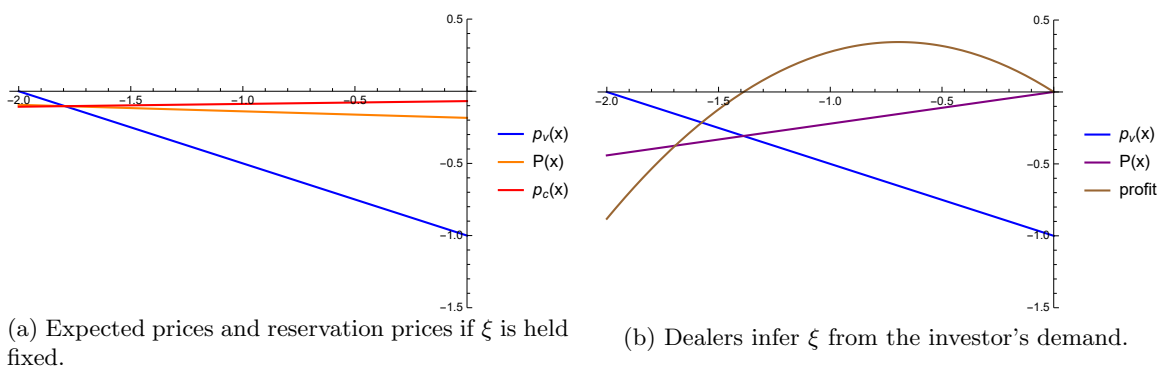 0.5
-2.0 -1.5 -1.0 -0.5
-0.5
-1.0
-1.5
pᵥ(x)
P(x)
p_c(x)
(a) Expected prices and reservation prices if ξ is held
fixed.
0.5
-2.0 -1.5 -1.0 -0.5
-0.5
-1.0
-1.5
pᵥ(x)
P(x)
profit
(b) Dealers infer ξ from the investor's demand.